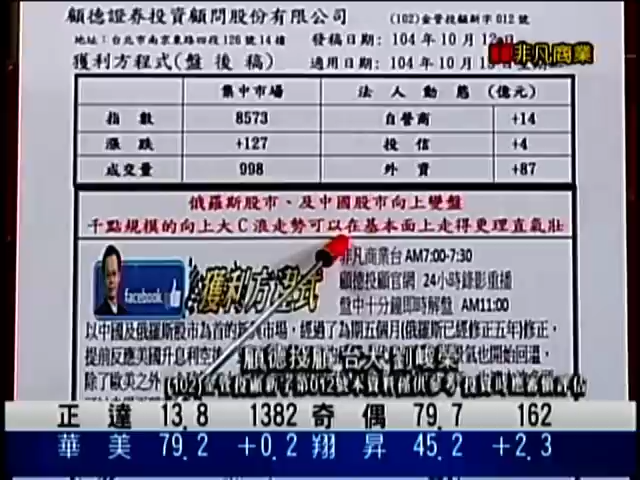 顧德證券投資顧問股份有限公司 (102)金管投顧新字012號
地址:台北市南京東路四段126號14樓 發稿日期: 104年10月12日
非凡商業
獲利方程式(盤後稿) 適用日期: 104年10月13日
集中市場 法人動態 (億元)
指數 8573 自營商 +14
漲跌 +127 投信 +4
成交量 998 外資 +87
俄羅斯股市、及中國股市向上變盤
千點規模的向上大C浪走勢可以在基本面上走得更理直氣壯
非凡商業台 AM7:00-7:30
獲利方程式
facebook
顧德投顧官網 24小時錄影重播
盤中十分鐘即時解盤 AM11:00
以中國及俄羅斯股市為首的新興市場,經過了為期五個月(俄羅斯已經修正五年)修正,
提前反應美國升息利空
也開始回溫,
除了歐美之外
正達 13.8 1382 奇偶 79.7 162
華美 79.2 +0.2 翔昇 45.2 +2.3